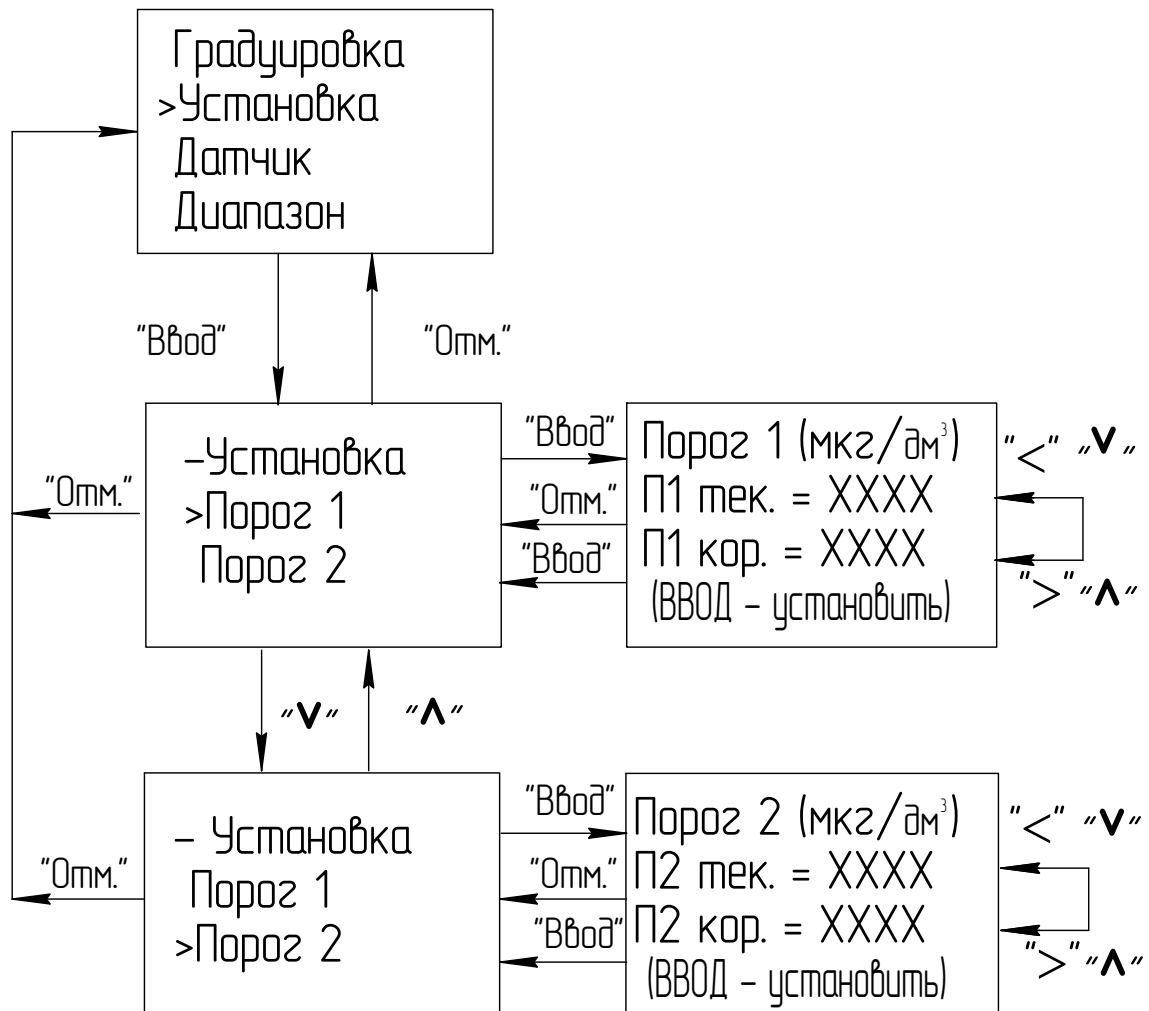 Градуировка
>Установка
Датчик
Диапазон
"Ввод"
"Отм."
"Отм."
-Установка
>Порог 1
Порог 2
"Ввод"
"Отм."
"Ввод"
Порог 1 (мкг/дм³)
П1 тек. = XXXX
П1 кор. = XXXX
(ВВОД - установить)
"<" "V"
">" "Λ"
"V"
"Λ"
"Отм."
- Установка
Порог 1
>Порог 2
"Ввод"
"Отм."
"Ввод"
Порог 2 (мкг/дм³)
П2 тек. = XXXX
П2 кор. = XXXX
(ВВОД - установить)
"<" "V"
">" "Λ"